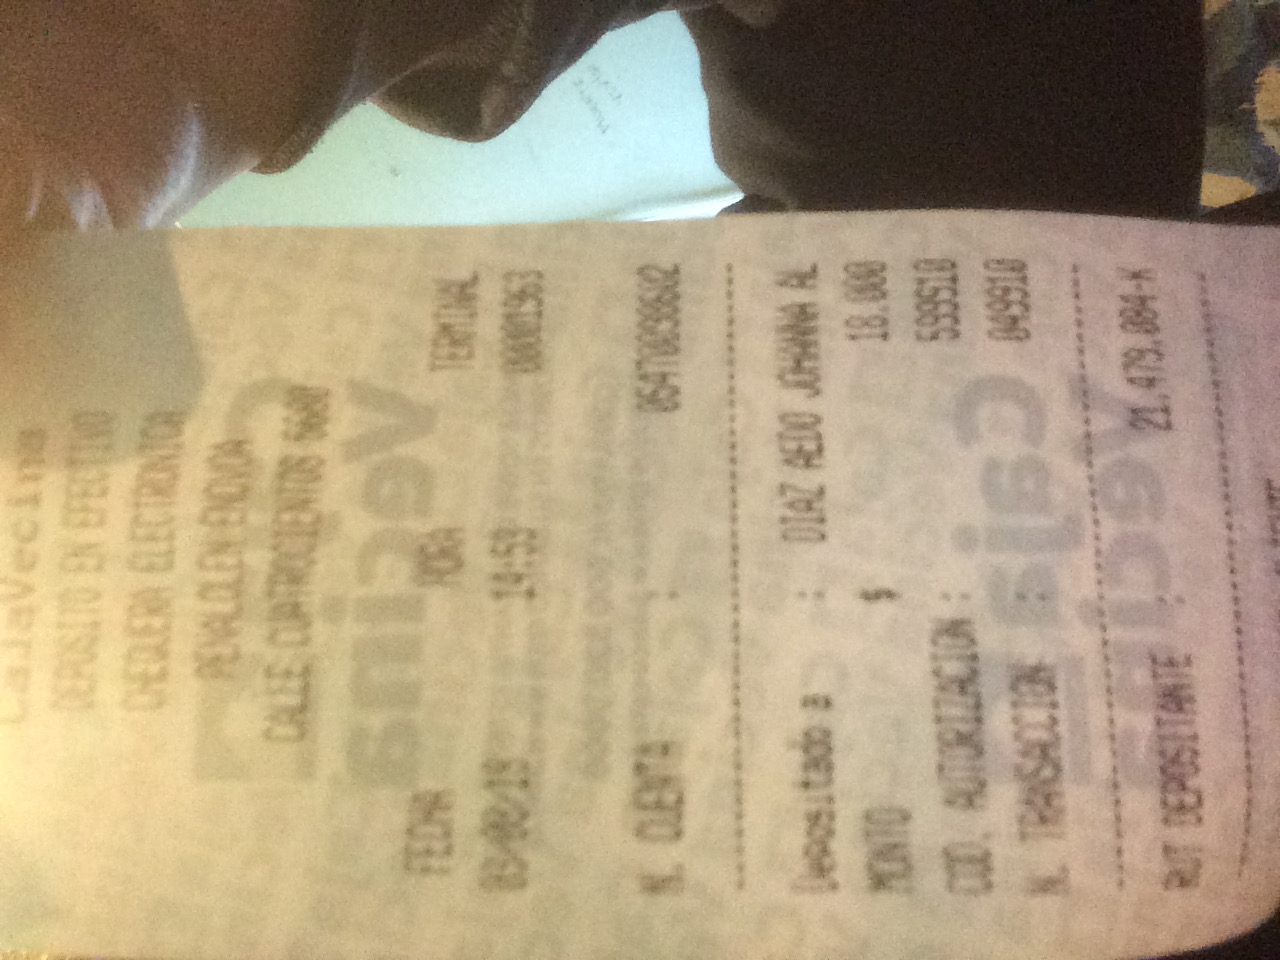 CajaVecina
DEPOSITO EN EFECTIVO
CHEQUERA ELECTRONICA
PENALOLEN
CALLE CUATROCIENTOS 6680
FECHA HORA TERMINAL
03/08/19 14:59 00001963
N. CUENTA : 05470098602
Depositado a : DIAZ AEDO JOHANNA AL
MONTO $ 18.000
COD. AUTORIZACION : 599910
N. TRANSACCION : 049910
RUT DEPOSITANTE : 21.479.084-K